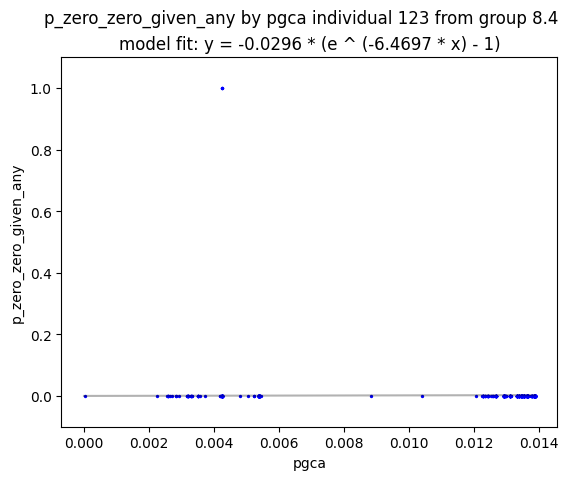 p_zero_zero_given_any by pgca individual 123 from group 8.4
model fit: y = -0.0296 * (e ^ (-6.4697 * x) - 1)
1.0
0.8
0.6
0.4
0.2
0.0
p_zero_zero_given_any
0.000 0.002 0.004 0.006 0.008 0.010 0.012 0.014
pgca